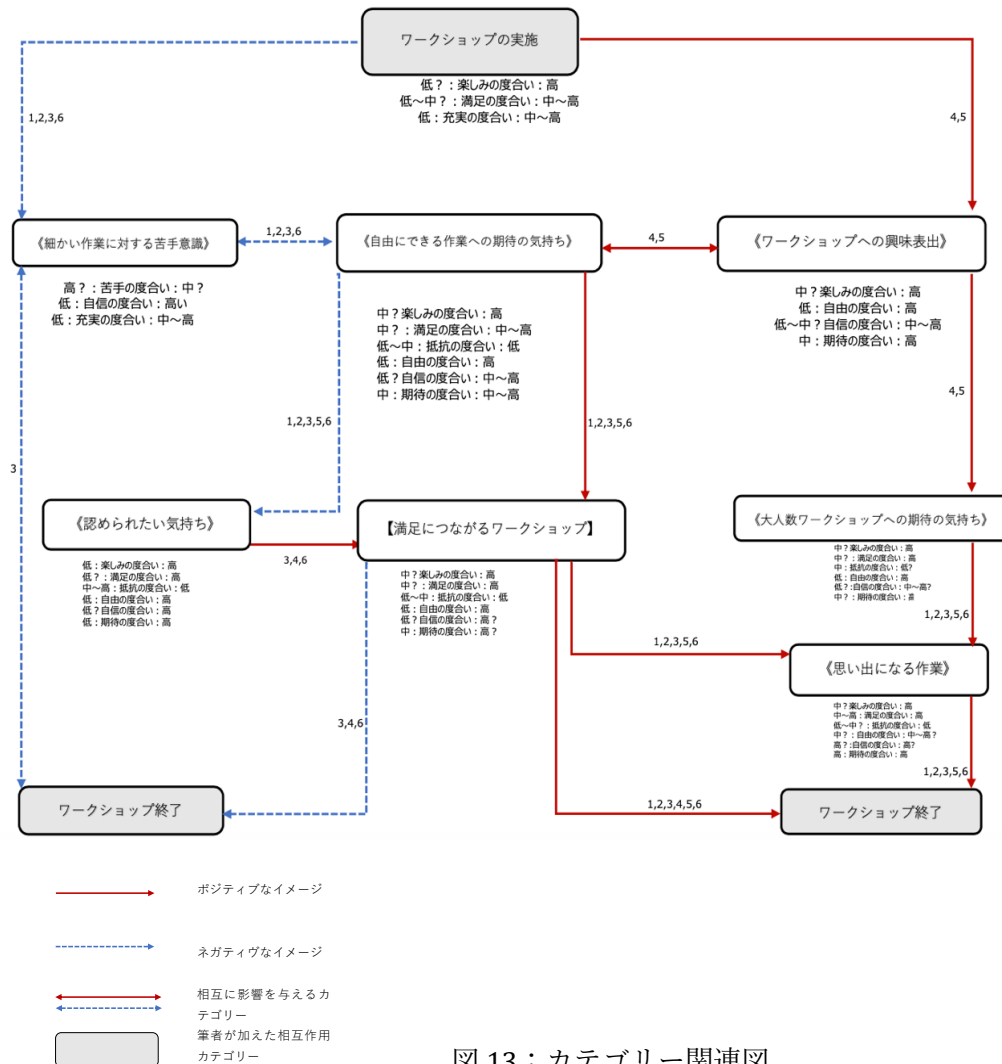 ワークショップの実施
低？：楽しみの度合い：高
低～中？：満足の度合い：中～高
低：充実の度合い：中～高
1,2,3,6
4,5
《細かい作業に対する苦手意識》
1,2,3,6
《自由にできる作業への期待の気持ち》
4,5
《ワークショップへの興味表出》
高？：苦手の度合い：中？
低：自信の度合い：高い
低：充実の度合い：中～高
中？楽しみの度合い：高
中？：満足の度合い：中～高
低～中：抵抗の度合い：低
低：自由の度合い：高
低？自信の度合い：中～高
中：期待の度合い：中～高
中？楽しみの度合い：高
低：自由の度合い：高
低～中？自信の度合い：中～高
中：期待の度合い：高
1,2,3,5,6
1,2,3,5,6
4,5
3
《認められたい気持ち》
3,4,6
【満足につながるワークショップ】
《大人数ワークショップへの期待の気持ち》
低：楽しみの度合い：高
低？：満足の度合い：高
中～高：抵抗の度合い：低
低：自由の度合い：高
低？自信の度合い：高
低：期待の度合い：高
中？楽しみの度合い：高
中？：満足の度合い：高
低～中：抵抗の度合い：低
低：自由の度合い：高
低？自信の度合い：高？
中：期待の度合い：高？
中？楽しみの度合い：高
中？：満足の度合い：高
中：抵抗の度合い：低?
低：自由の度合い：高
低？:自信の度合い：中～高?
中？：期待の度合い：高
1,2,3,5,6
1,2,3,5,6
《思い出になる作業》
中？楽しみの度合い：高
中～高：満足の度合い：高
低～中？：抵抗の度合い：低
中？：自由の度合い：中～高？
高？:自信の度合い：高?
高：期待の度合い：高
3,4,6
1,2,3,5,6
ワークショップ終了
1,2,3,4,5,6
ワークショップ終了
ポジティブなイメージ
ネガティヴなイメージ
相互に影響を与えるカ
テゴリー
筆者が加えた相互作用
カテゴリー
図 13：カテゴリー関連図